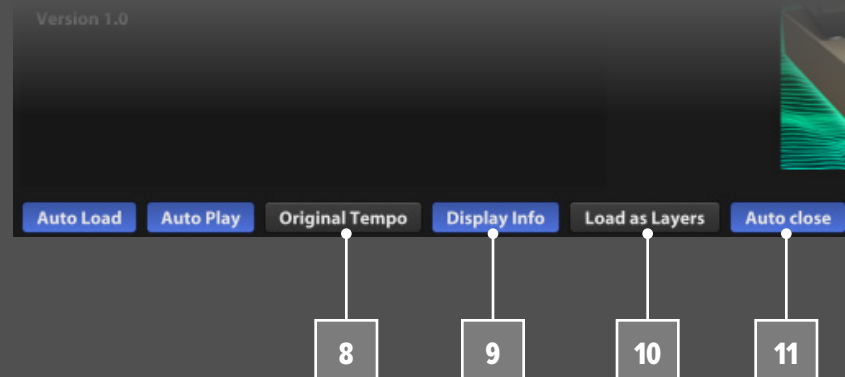 Version 1.0
Auto Load Auto Play Original Tempo Display Info Load as Layers Auto close
8 9 10 11